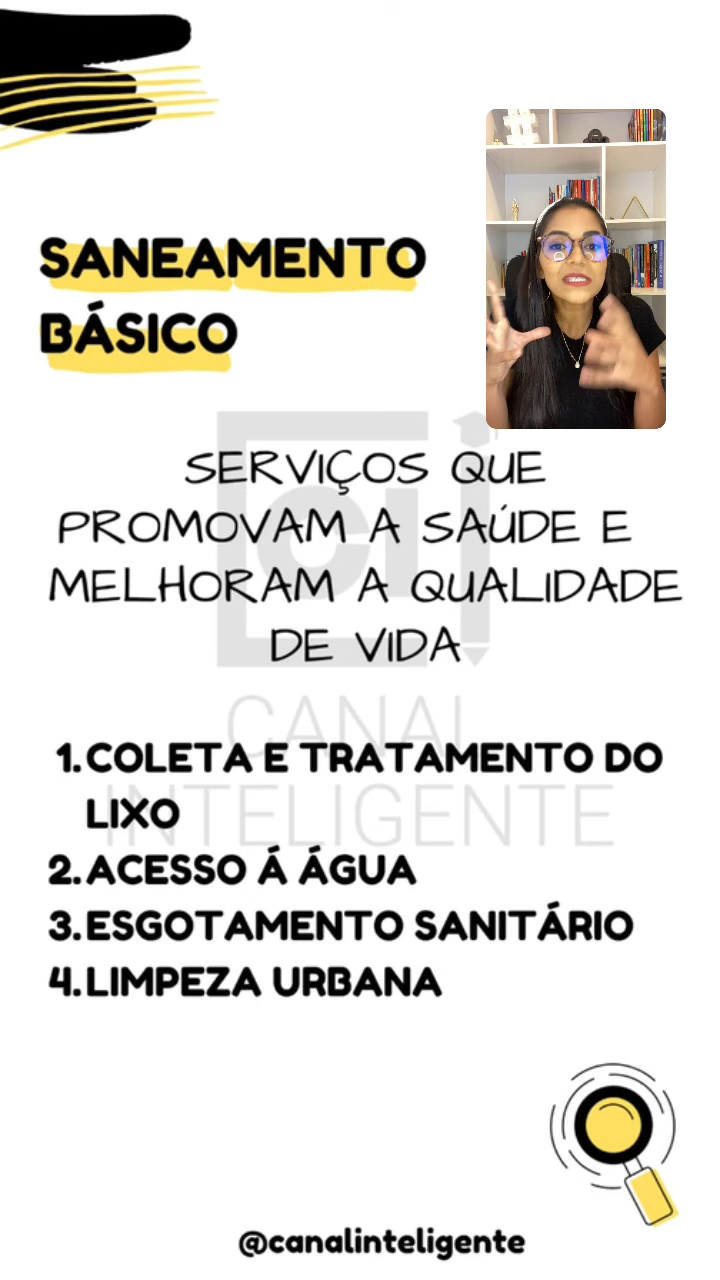 SANEAMENTO
BÁSICO
SERVIÇOS QUE
PROMOVAM A SAÚDE E
MELHORAM A QUALIDADE
DE VIDA
CANAL
INTELIGENTE
1. COLETA E TRATAMENTO DO
LIXO
2. ACESSO Á ÁGUA
3. ESGOTAMENTO SANITÁRIO
4. LIMPEZA URBANA
@canalinteligente